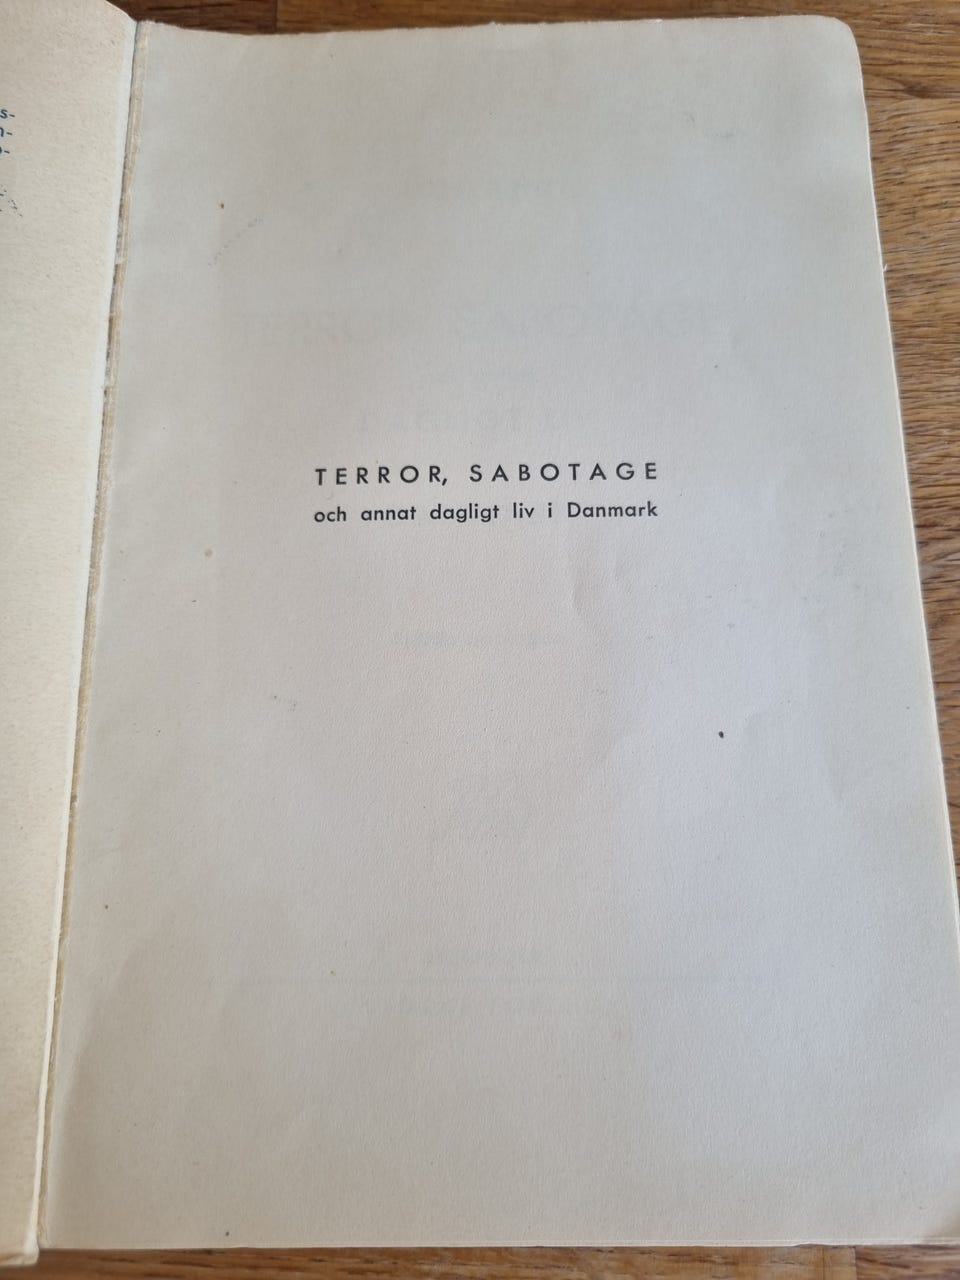 TERROR, SABOTAGE
och annat dagligt liv i Danmark